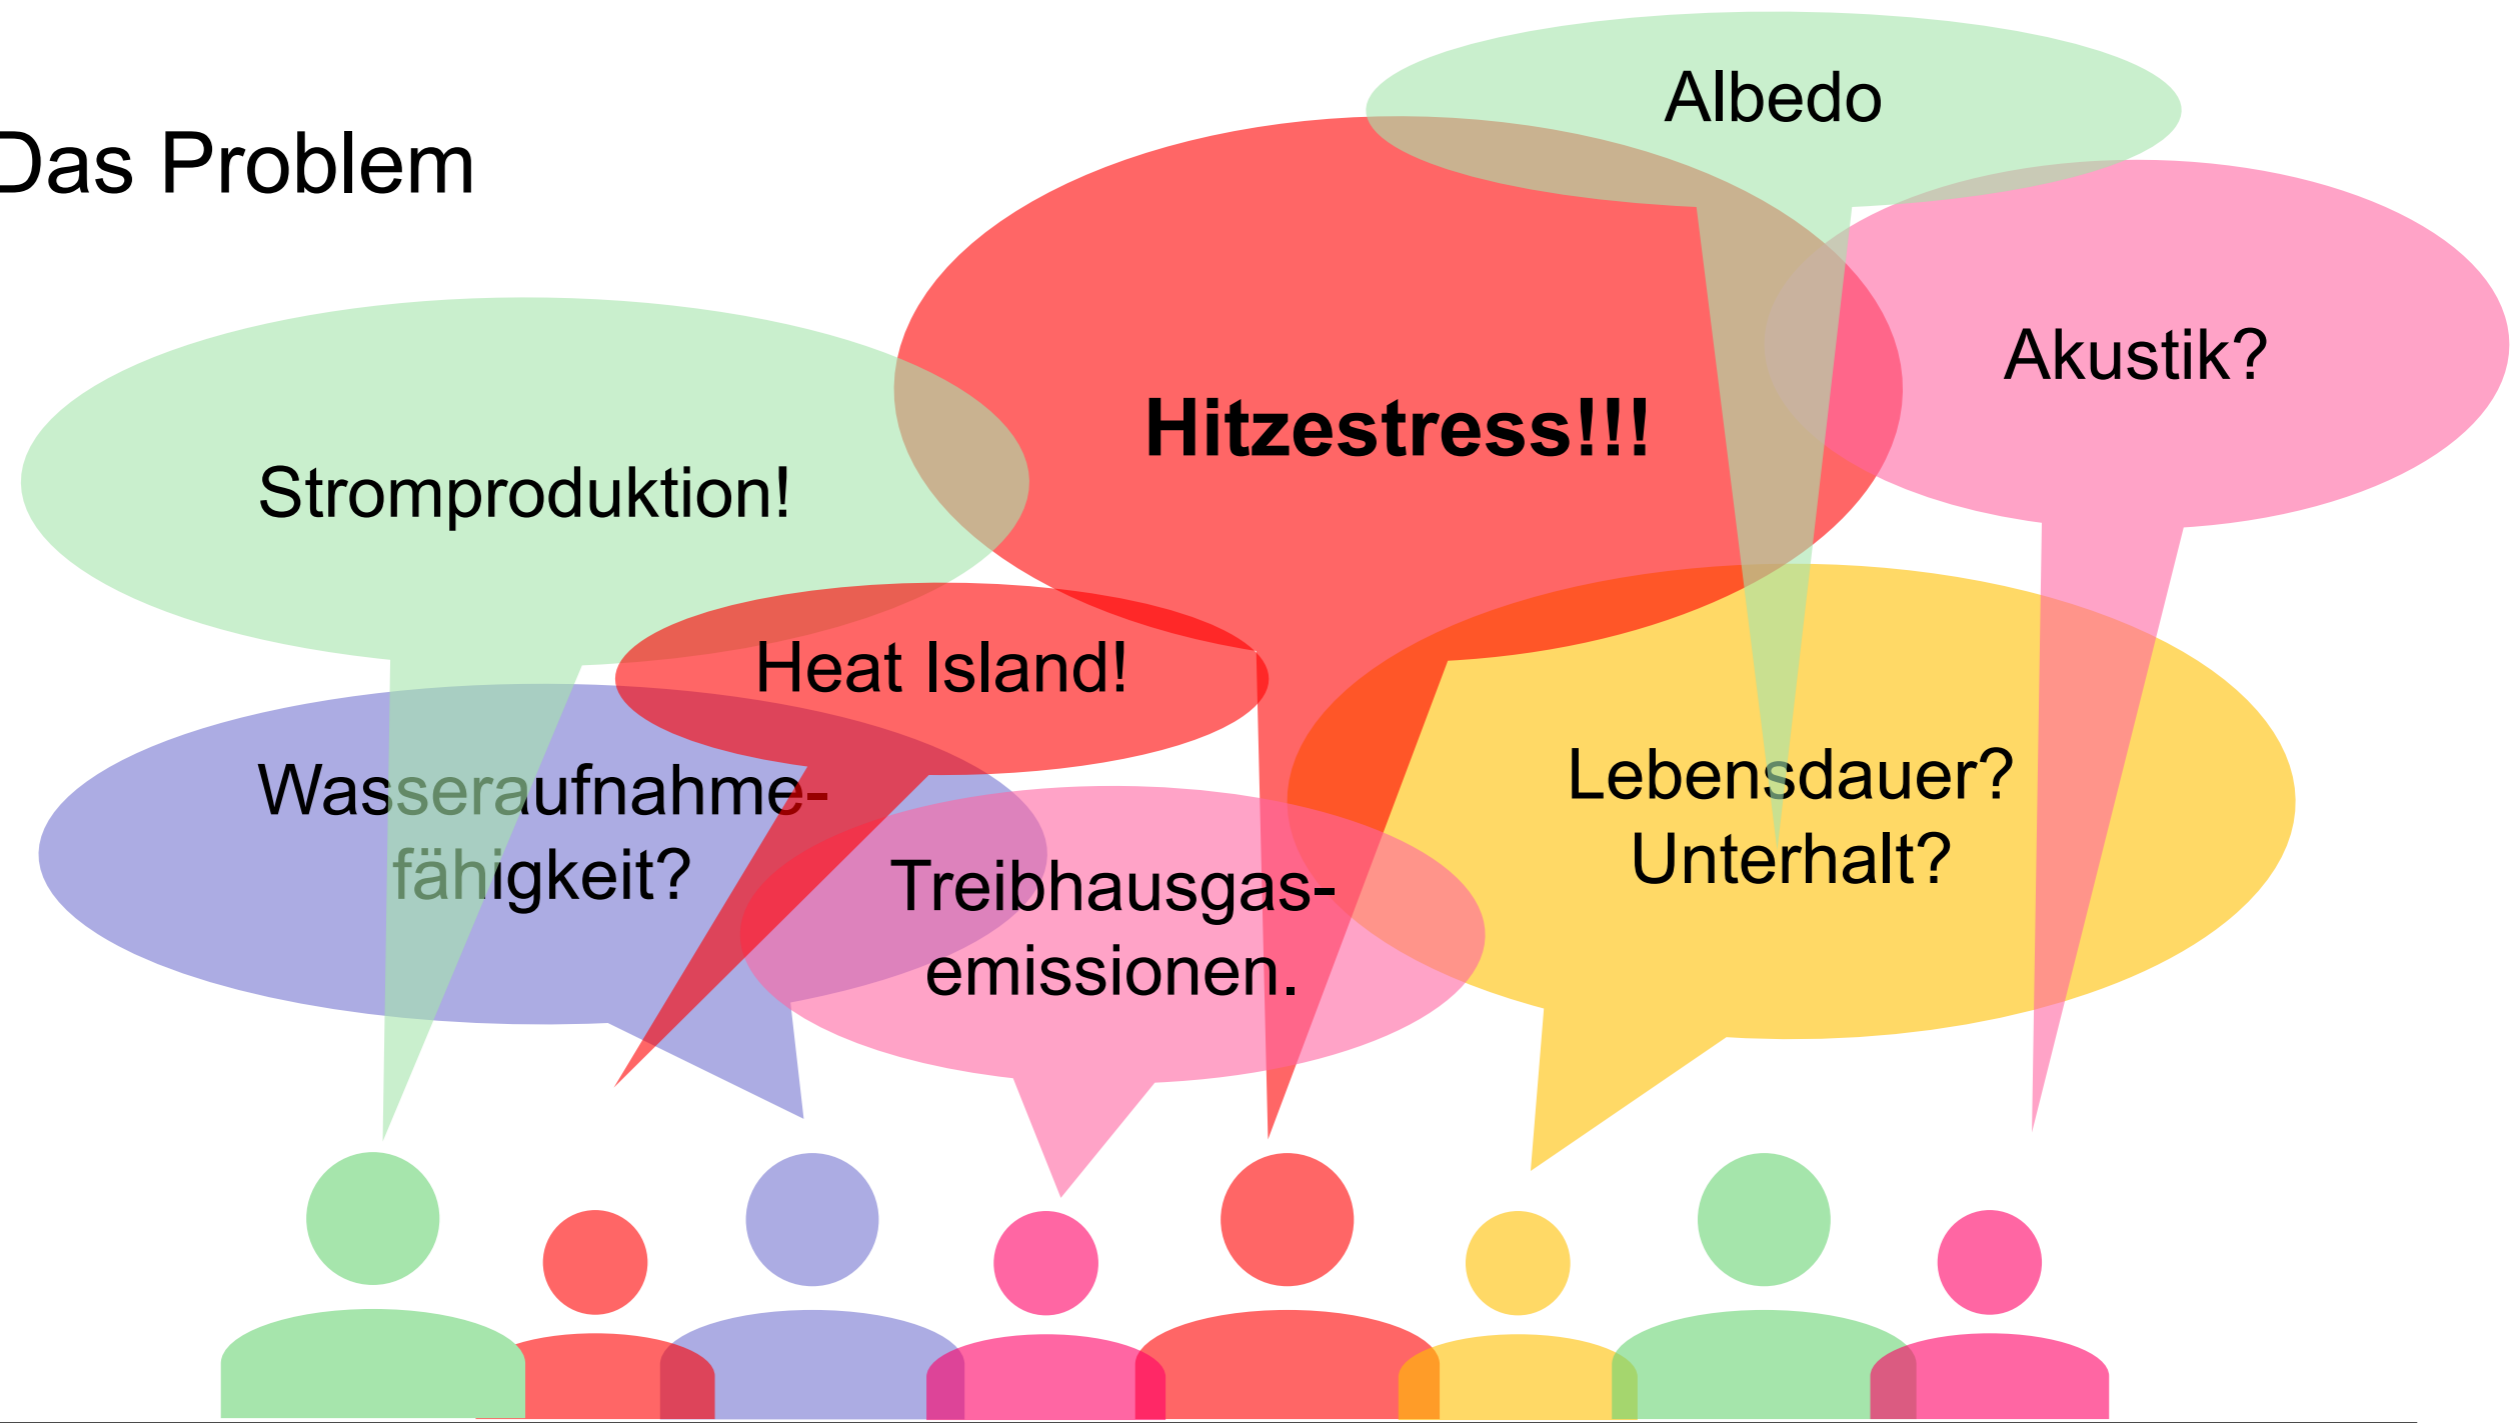 Das Problem
Albedo
Akustik?
Hitzestress!!!
Stromproduktion!
Heat Island!
Wasseraufnahme-
fähigkeit?
Lebensdauer?
Unterhalt?
Treibhausgas-
emissionen.